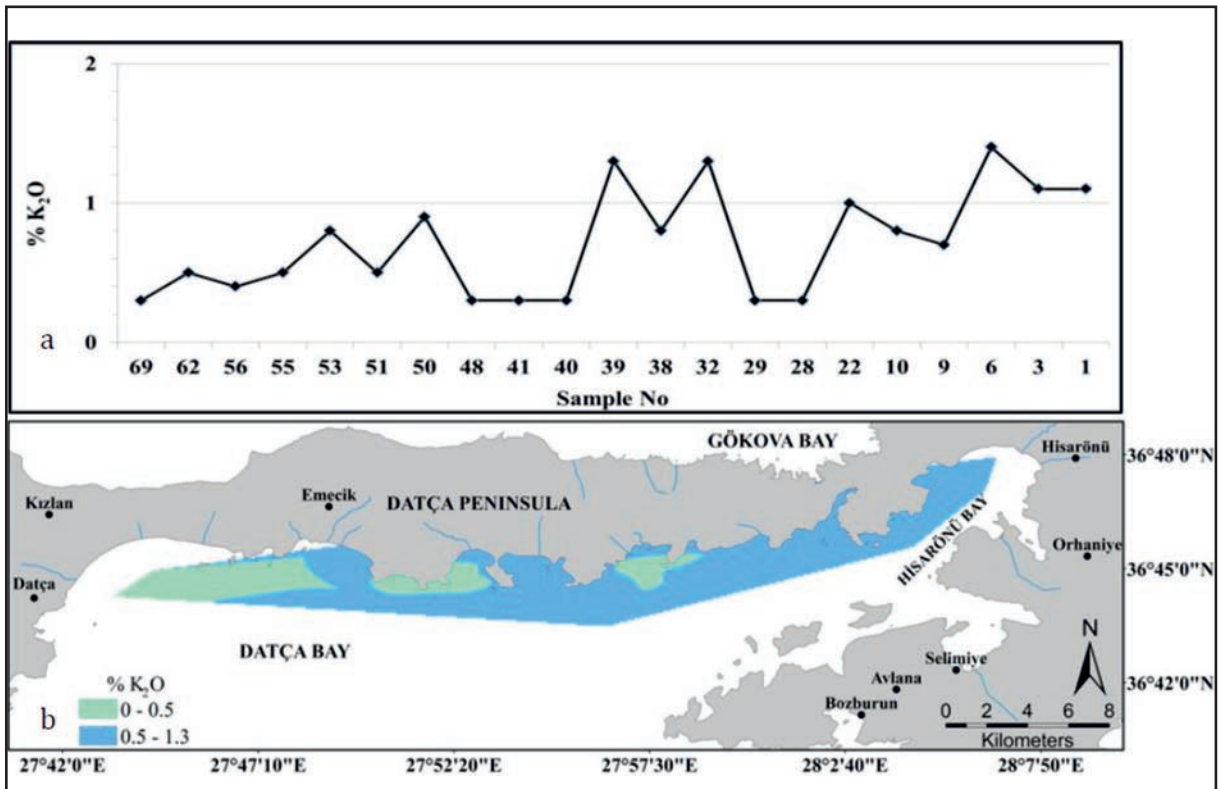 2
1
0
% K₂O
a
69 62 56 55 53 51 50 48 41 40 39 38 32 29 28 22 10 9 6 3 1
Sample No
GÖKOVA BAY
Hisarönü
36°48'0"N
Kızlan
Emecik
DATÇA PENINSULA
HİSARÖNÜ BAY
Orhaniye
36°45'0"N
Datça
DATÇA BAY
N
Selimiye
Avlana
Bozburun
36°42'0"N
% K₂O
0 - 0.5
0.5 - 1.3
b
0 2 4 6 8
Kilometers
27°42'0"E 27°47'10"E 27°52'20"E 27°57'30"E 28°2'40"E 28°7'50"E